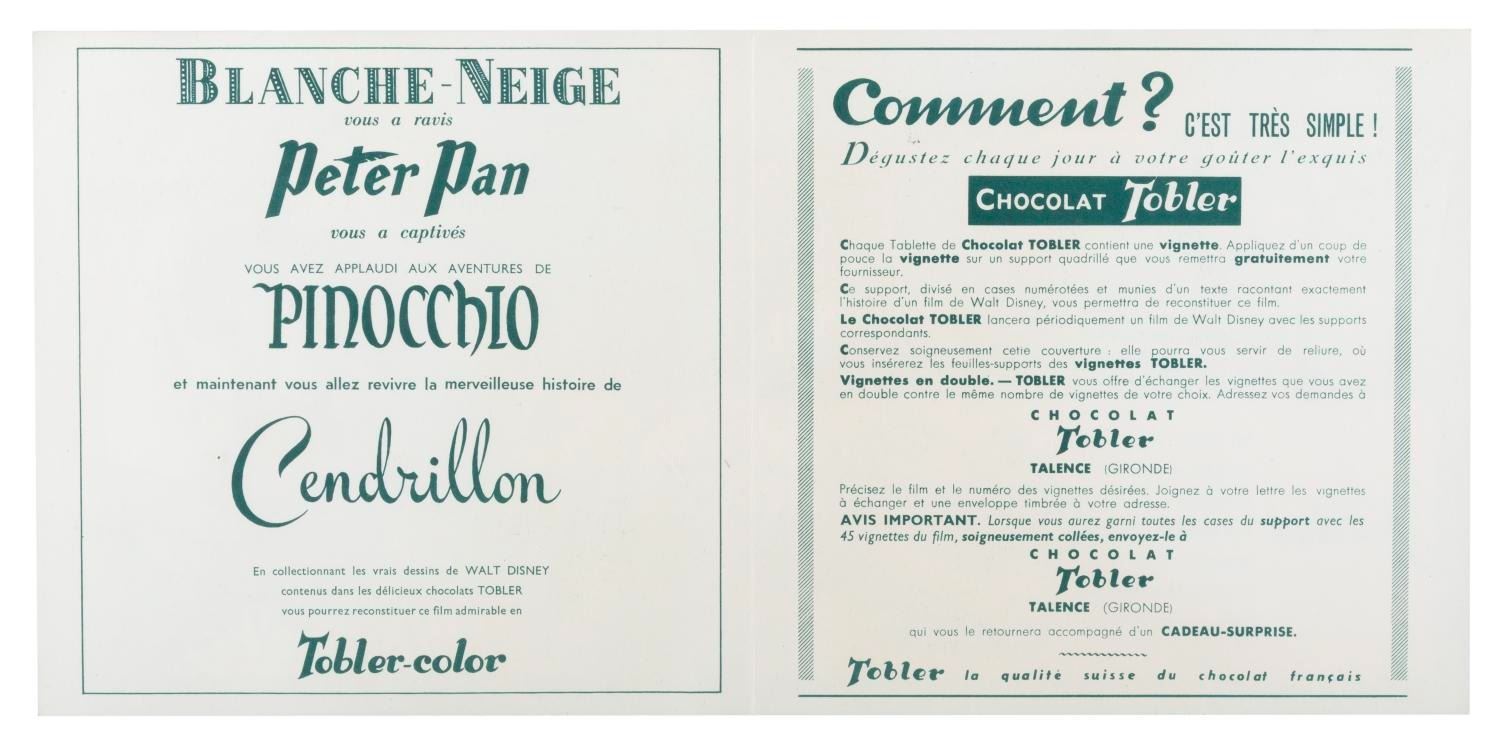 BLANCHE-NEIGE
vous a ravis
Peter Pan
vous a captivés
VOUS AVEZ APPLAUDI AUX AVENTURES DE
PINOCChIO
et maintenant vous allez revivre la merveilleuse histoire de
Cendrillon
En collectionnant les vrais dessins de WALT DISNEY
contenus dans les délicieux chocolats TOBLER
vous pourrez reconstituer ce film admirable en
Tobler-color
Comment ? C'EST TRÈS SIMPLE !
Dégustez chaque jour à votre goûter l'exquis
CHOCOLAT Tobler
Chaque Tablette de Chocolat TOBLER contient une vignette. Appliquez d'un coup de
pouce la vignette sur un support quadrillé que vous remettra gratuitement votre
fournisseur.
Ce support, divisé en cases numérotées et munies d'un texte racontant exactement
l'histoire d'un film de Walt Disney, vous permettra de reconstituer ce film.
Le Chocolat TOBLER lancera périodiquement un film de Walt Disney avec les supports
correspondants.
Conservez soigneusement cette couverture : elle pourra vous servir de reliure, où
vous insérerez les feuilles-supports des vignettes TOBLER.
Vignettes en double. — TOBLER vous offre d'échanger les vignettes que vous avez
en double contre le même nombre de vignettes de votre choix. Adressez vos demandes à
CHOCOLAT
Tobler
TALENCE (GIRONDE)
Précisez le film et le numéro des vignettes désirées. Joignez à votre lettre les vignettes
à échanger et une enveloppe timbrée à votre adresse.
AVIS IMPORTANT. Lorsque vous aurez garni toutes les cases du support avec les
45 vignettes du film, soigneusement collées, envoyez-le à
CHOCOLAT
Tobler
TALENCE (GIRONDE)
qui vous le retournera accompagné d'un CADEAU-SURPRISE.
Tobler la qualité suisse du chocolat français